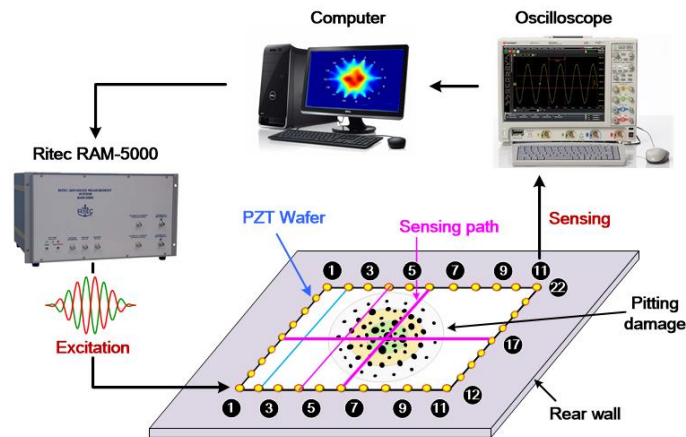 Computer
Oscilloscope
Ritec RAM-5000
RITEC
PZT Wafer
Sensing path
Sensing
1 3 5 7 9 11
22
Pitting
damage
Excitation
17
12
1 3 5 7 9 11
Rear wall